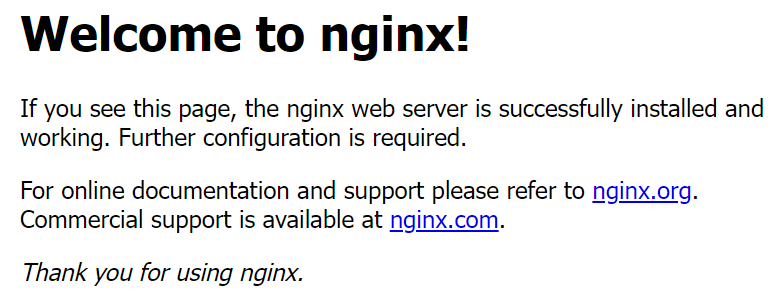 Welcome to nginx!
If you see this page, the nginx web server is successfully installed and
working. Further configuration is required.
For online documentation and support please refer to nginx.org.
Commercial support is available at nginx.com.
Thank you for using nginx.